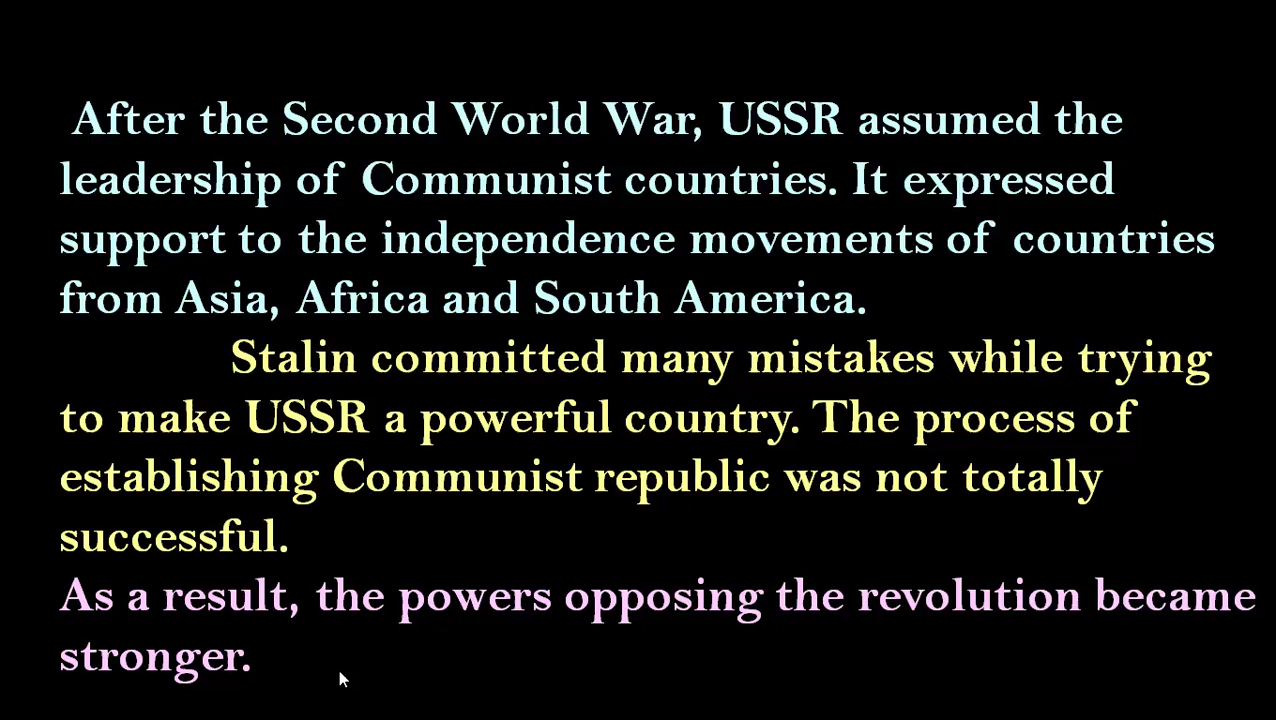 After the Second World War, USSR assumed the
leadership of Communist countries. It expressed
support to the independence movements of countries
from Asia, Africa and South America.
Stalin committed many mistakes while trying
to make USSR a powerful country. The process of
establishing Communist republic was not totally
successful.
As a result, the powers opposing the revolution became
stronger.